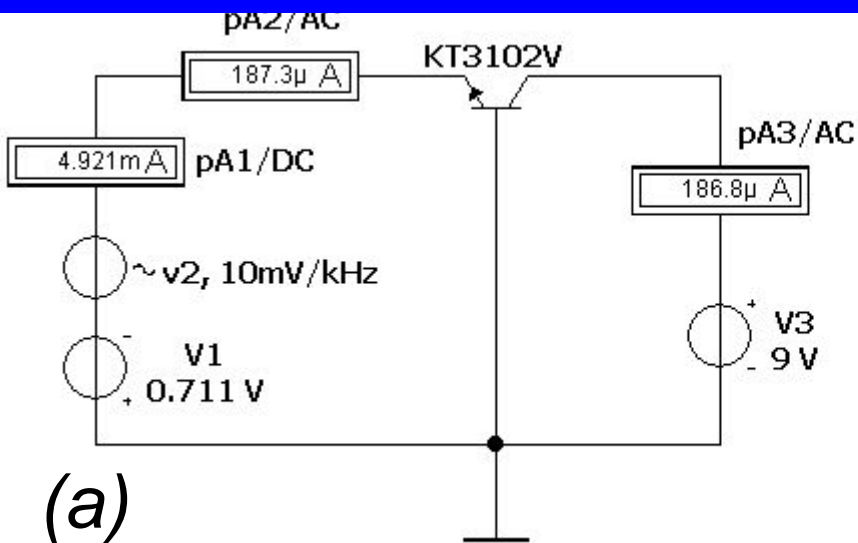 pA2/AC
187.3µ A
KT3102V
pA3/AC
4.921m A
pA1/DC
186.8µ A
~ v2, 10mV/kHz
-
V1
0.711 V
+
+
V3
- 9 V
(a)